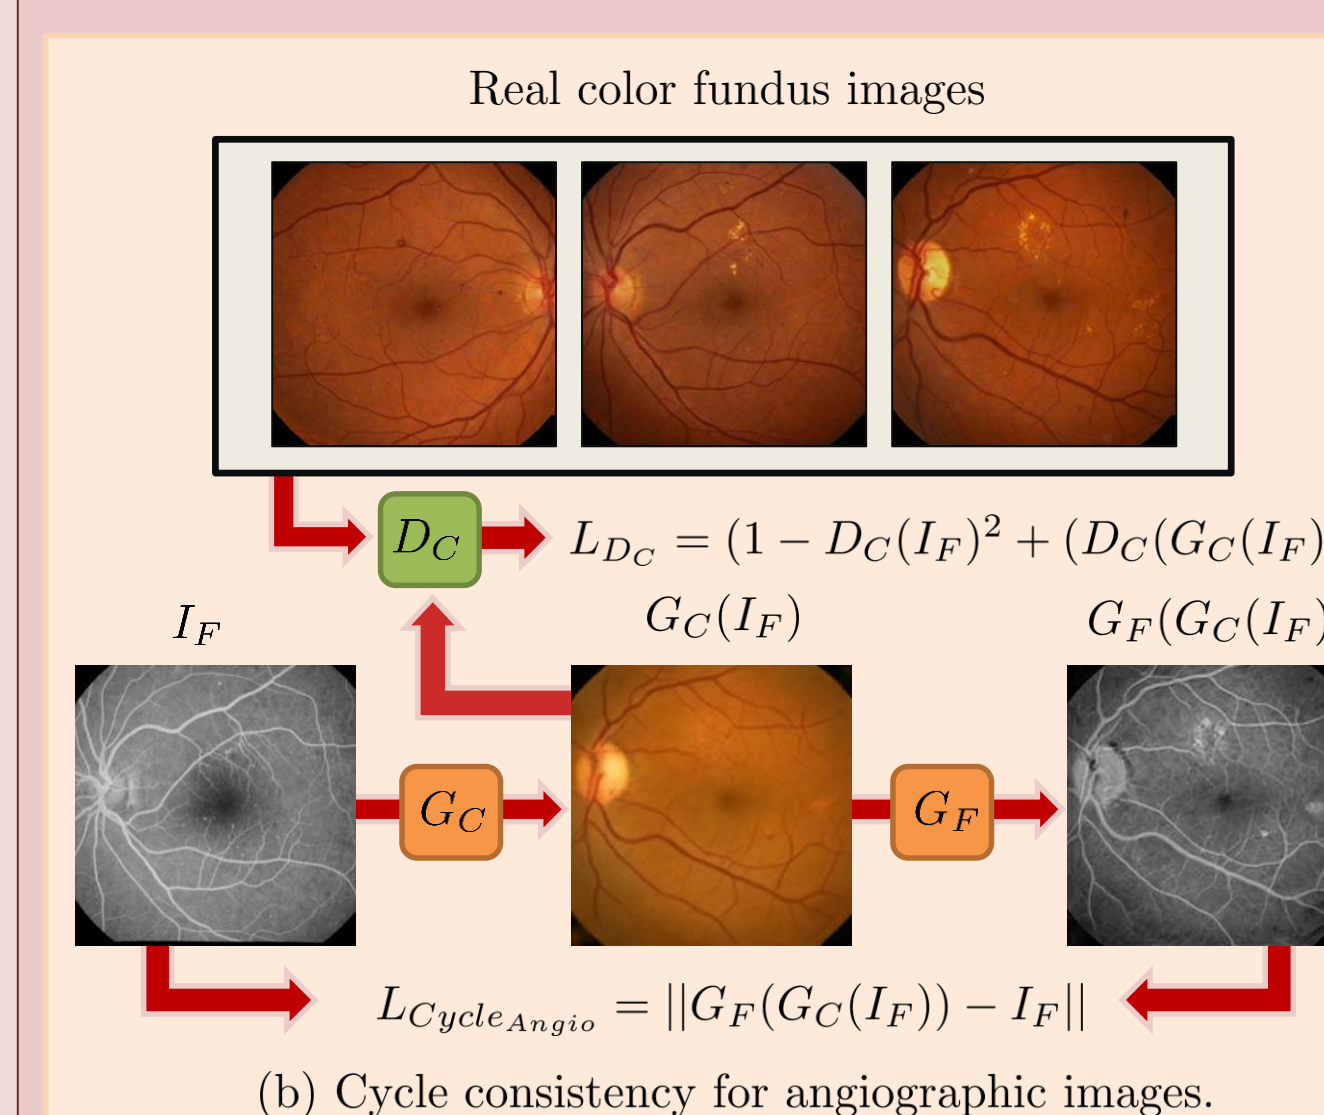 Real color fundus images
D_C
L_{D_C} = (1 − D_C(I_F)^2 + (D_C(G_C(I_F)
I_F
G_C(I_F)
G_F(G_C(I_F)
G_C
G_F
L_{Cycle_{Angio}} = ||G_F(G_C(I_F)) − I_F||
(b) Cycle consistency for angiographic images.